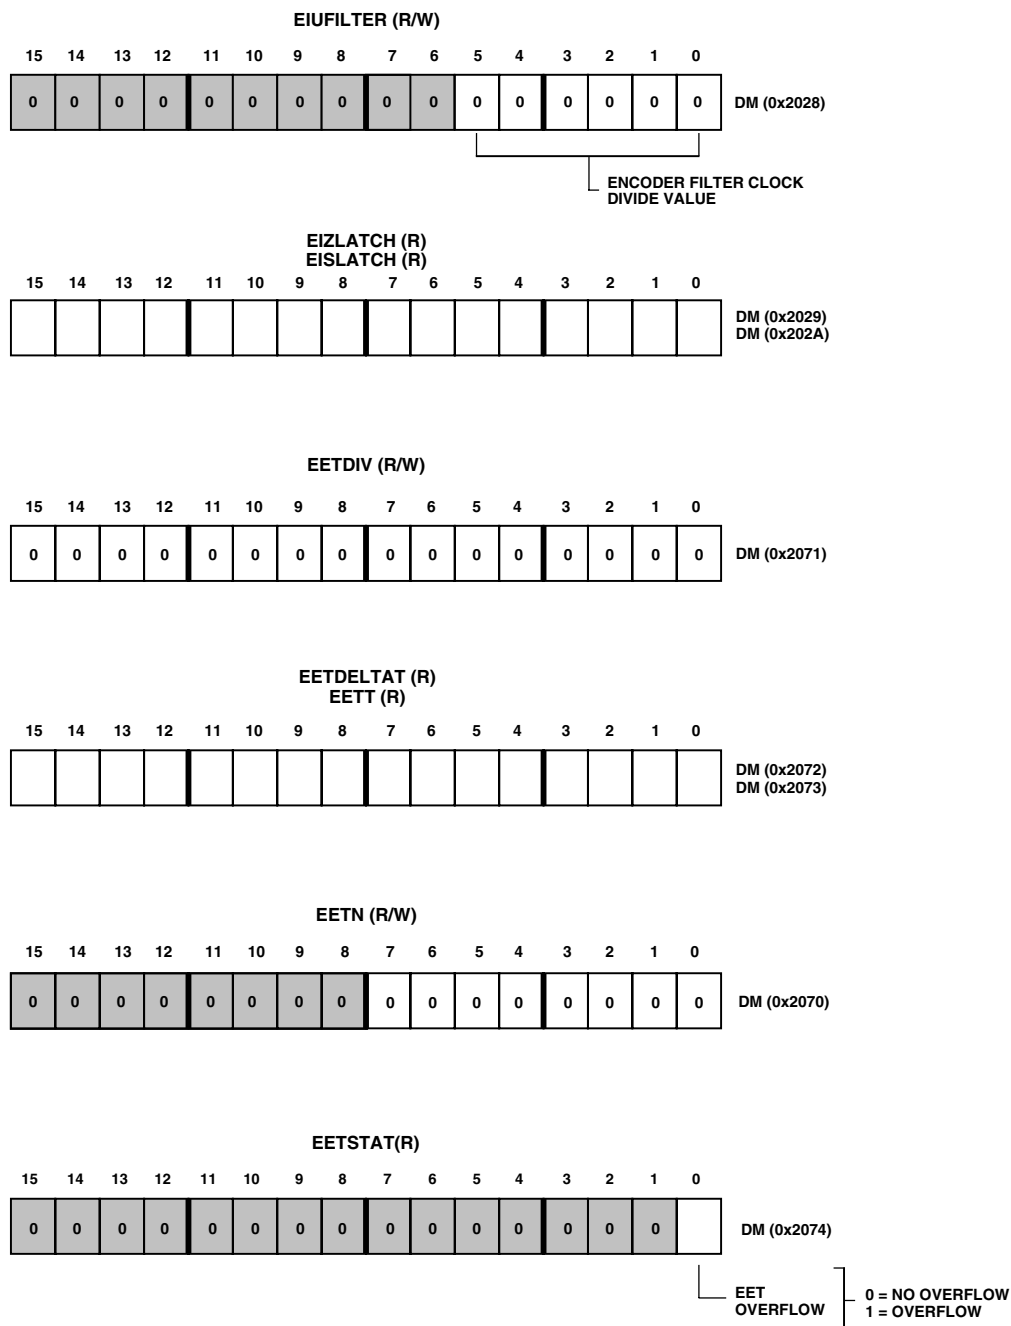 EIUFILTER (R/W)
15 14 13 12 11 10 9 8 7 6 5 4 3 2 1 0
0 0 0 0 0 0 0 0 0 0 0 0 0 0 0 0 DM (0x2028)
ENCODER FILTER CLOCK
DIVIDE VALUE
EIZLATCH (R)
EISLATCH (R)
15 14 13 12 11 10 9 8 7 6 5 4 3 2 1 0
DM (0x2029)
DM (0x202A)
EETDIV (R/W)
15 14 13 12 11 10 9 8 7 6 5 4 3 2 1 0
0 0 0 0 0 0 0 0 0 0 0 0 0 0 0 0 DM (0x2071)
EETDELTAT (R)
EETT (R)
15 14 13 12 11 10 9 8 7 6 5 4 3 2 1 0
DM (0x2072)
DM (0x2073)
EETN (R/W)
15 14 13 12 11 10 9 8 7 6 5 4 3 2 1 0
0 0 0 0 0 0 0 0 0 0 0 0 0 0 0 0 DM (0x2070)
EETSTAT(R)
15 14 13 12 11 10 9 8 7 6 5 4 3 2 1 0
0 0 0 0 0 0 0 0 0 0 0 0 0 0 0 DM (0x2074)
EET 0 = NO OVERFLOW
OVERFLOW 1 = OVERFLOW